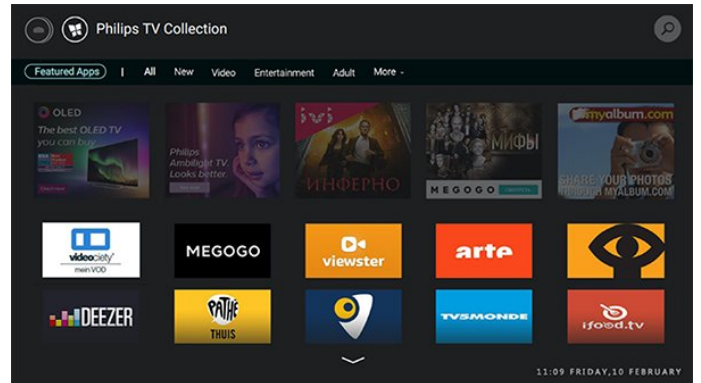 Philips TV Collection
Featured Apps | All New Video Entertainment Adult More
OLED
The best OLED TV
you can buy
Philips
Ambilight TV.
Looks better.
ivi
ИНФЕРНО
МИФЫ
MEGOGO
myalbum.com
SHARE YOUR PHOTOS
THROUGH MYALBUM.COM
videociety
mein VOD
MEGOGO
viewster
arte
DEEZER
PATHÉ
THUIS
TV5MONDE
ifood.tv
11:09 FRIDAY,10 FEBRUARY